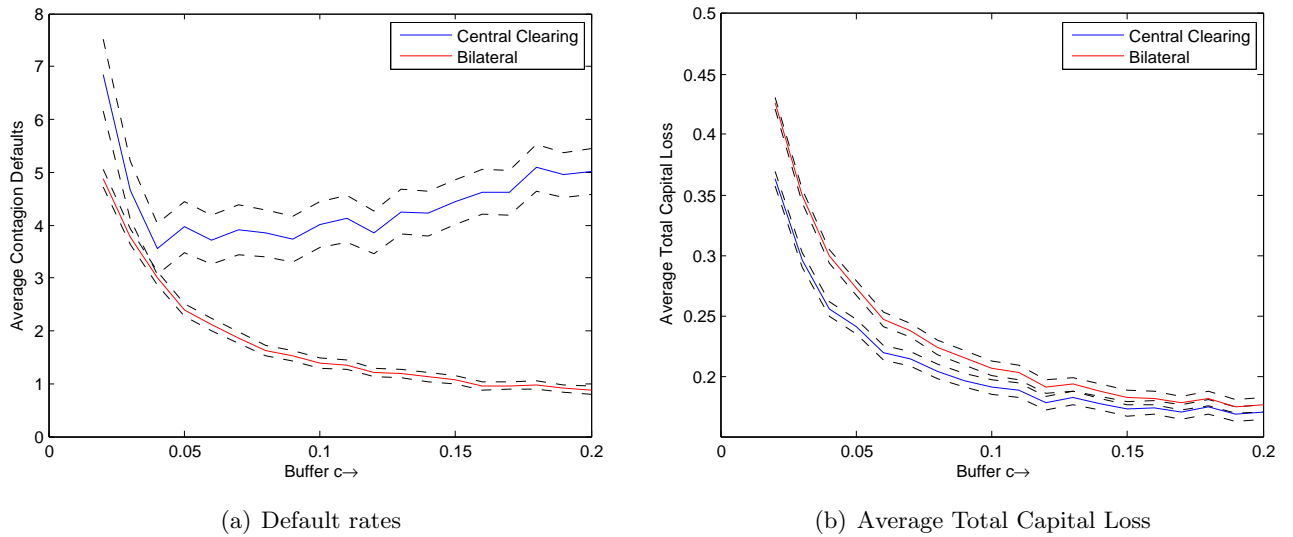 8
7
6
5
4
3
2
1
0
0
0.05
0.1
0.15
0.2
Average Contagion Defaults
Buffer c→
Central Clearing
Bilateral
(a) Default rates
0.5
0.45
0.4
0.35
0.3
0.25
0.2
0
0.05
0.1
0.15
0.2
Average Total Capital Loss
Buffer c→
Central Clearing
Bilateral
(b) Average Total Capital Loss